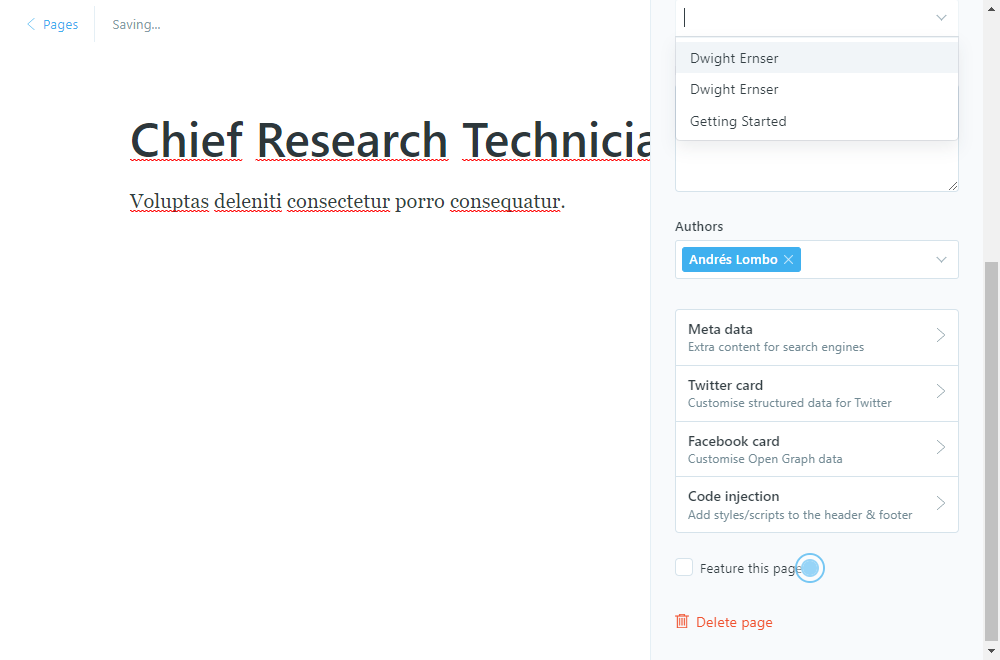 Pages
Saving...
Chief Research Technicia
Voluptas deleniti consectetur porro consequatur.
Dwight Ernser
Dwight Ernser
Getting Started
Authors
Andrés Lombo
Meta data
Extra content for search engines
Twitter card
Customise structured data for Twitter
Facebook card
Customise Open Graph data
Code injection
Add styles/scripts to the header & footer
Feature this page
Delete page